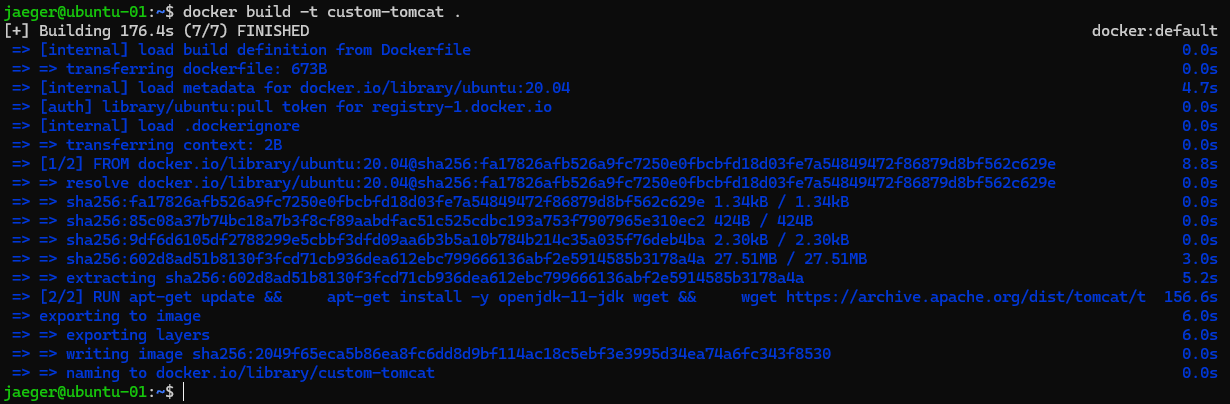 jaeger@ubuntu-01:~$ docker build -t custom-tomcat .
[+] Building 176.4s (7/7) FINISHED docker:default
=> [internal] load build definition from Dockerfile 0.0s
=> => transferring dockerfile: 673B 0.0s
=> [internal] load metadata for docker.io/library/ubuntu:20.04 4.7s
=> [auth] library/ubuntu:pull token for registry-1.docker.io 0.0s
=> [internal] load .dockerignore 0.0s
=> => transferring context: 2B 0.0s
=> [1/2] FROM docker.io/library/ubuntu:20.04@sha256:fa17826afb526a9fc7250e0fbcbfd18d03fe7a54849472f86879d8bf562c629e 8.8s
=> => resolve docker.io/library/ubuntu:20.04@sha256:fa17826afb526a9fc7250e0fbcbfd18d03fe7a54849472f86879d8bf562c629e 0.0s
=> => sha256:fa17826afb526a9fc7250e0fbcbfd18d03fe7a54849472f86879d8bf562c629e 1.34kB / 1.34kB 0.0s
=> => sha256:85c08a37b74bc18a7b3f8cf89aabdfac51c525cdbc193a753f7907965e310ec2 424B / 424B 0.0s
=> => sha256:9df6d6105df2788299e5cbbf3dfd09aa6b3b5a10b784b214c35a035f76deb4ba 2.30kB / 2.30kB 0.0s
=> => sha256:602d8ad51b8130f3fcd71cb936dea612ebc799666136abf2e5914585b3178a4a 27.51MB / 27.51MB 3.0s
=> => extracting sha256:602d8ad51b8130f3fcd71cb936dea612ebc799666136abf2e5914585b3178a4a 5.2s
=> [2/2] RUN apt-get update &&     apt-get install -y openjdk-11-jdk wget &&     wget https://archive.apache.org/dist/tomcat/t 156.6s
=> exporting to image 6.0s
=> => exporting layers 6.0s
=> => writing image sha256:2049f65eca5b86ea8fc6dd8d9bf114ac18c5ebf3e3995d34ea74a6fc343f8530 0.0s
=> => naming to docker.io/library/custom-tomcat 0.0s
jaeger@ubuntu-01:~$